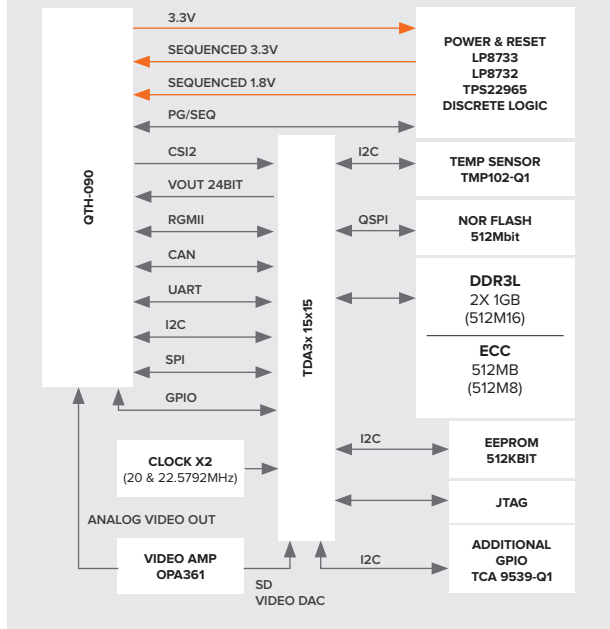 3.3V
SEQUENCED 3.3V
SEQUENCED 1.8V
PG/SEQ
POWER & RESET
LP8733
LP8732
TPS22965
DISCRETE LOGIC
QTH-090
CSI2
VOUT 24BIT
RGMII
CAN
UART
I2C
SPI
GPIO
TDA3x 15x15
I2C
TEMP SENSOR
TMP102-Q1
QSPI
NOR FLASH
512Mbit
DDR3L
2X 1GB
(512M16)
ECC
512MB
(512M8)
CLOCK X2
(20 & 22.5792MHz)
I2C
EEPROM
512KBIT
JTAG
ANALOG VIDEO OUT
VIDEO AMP
OPA361
SD
VIDEO DAC
I2C
ADDITIONAL
GPIO
TCA 9539-Q1